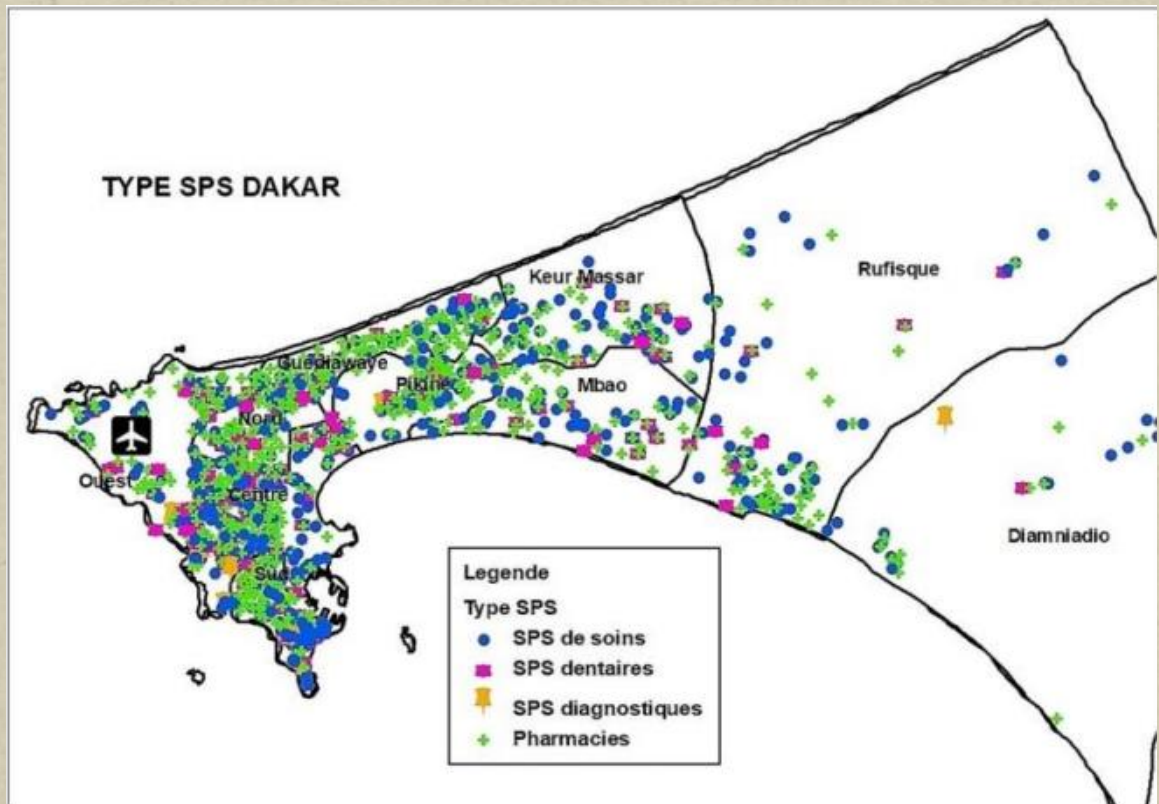 TYPE SPS DAKAR
Keur Massar
Rufisque
Guédiawaye
Pikine
Mbao
Nord
Ouest
Centre
Sud
Diamniadio
Legende
Type SPS
SPS de soins
SPS dentaires
SPS diagnostiques
Pharmacies